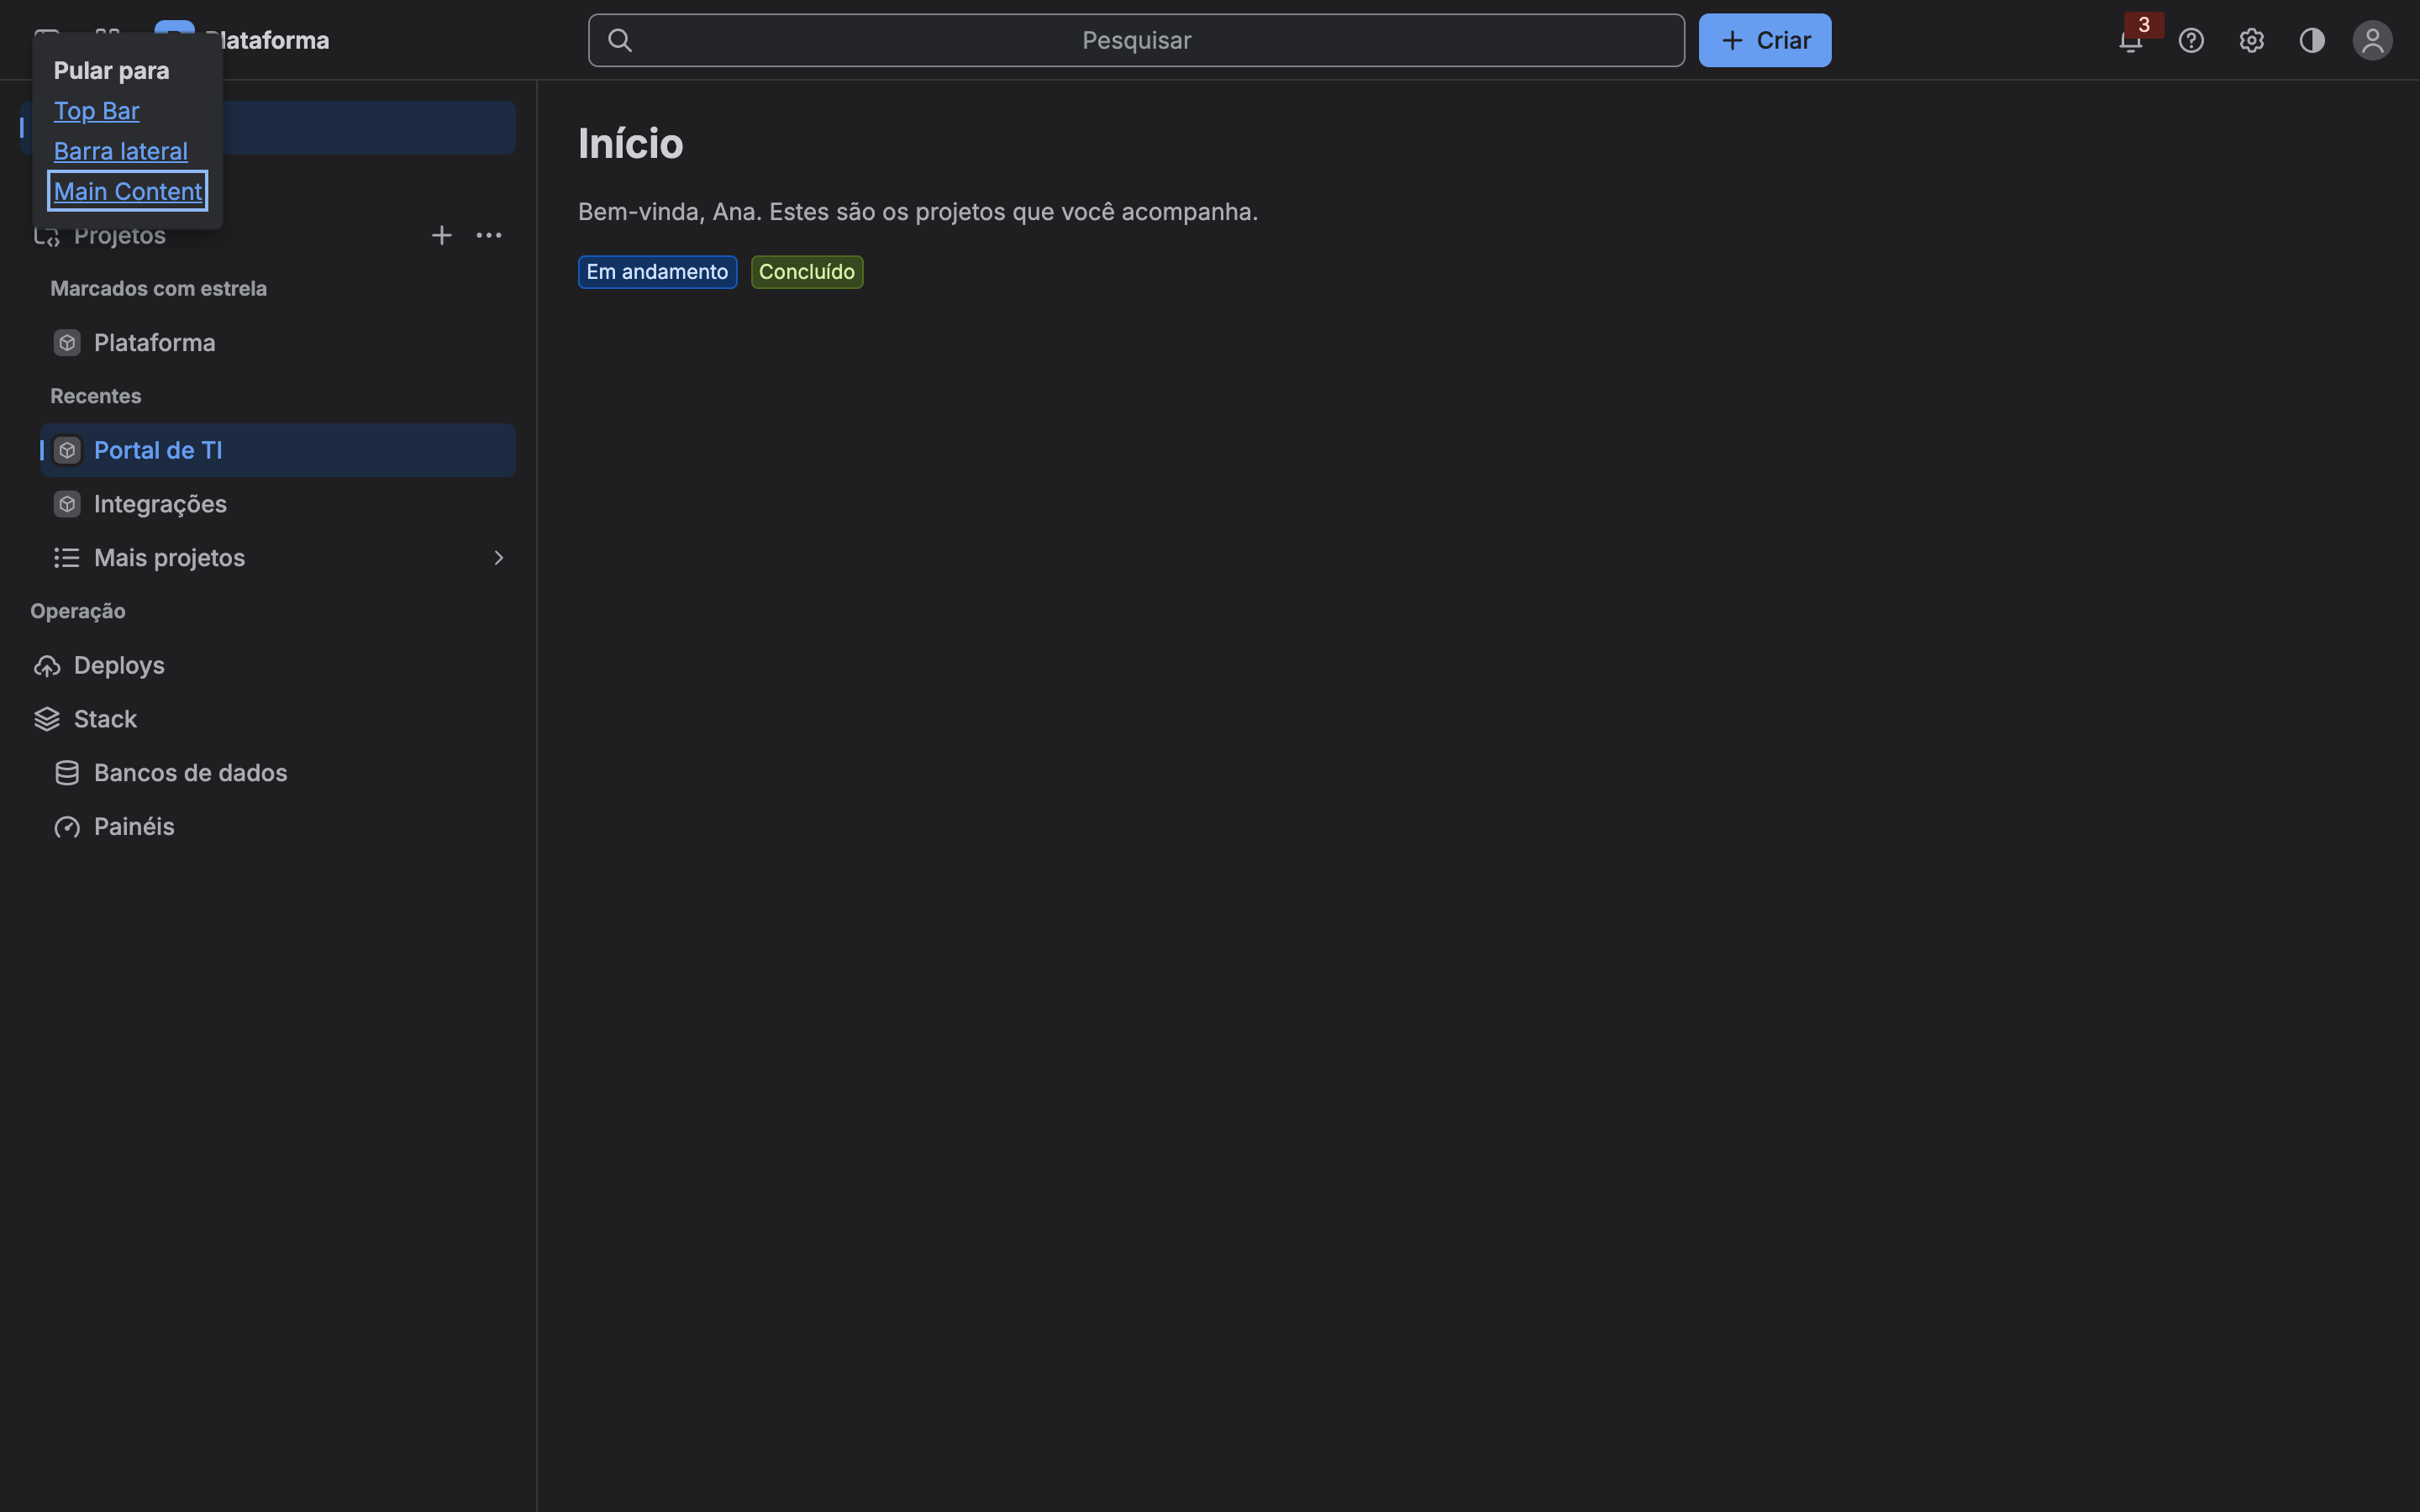 Plataforma
Pesquisar
Criar
3
Pular para
Top Bar
Barra lateral
Main Content
Projetos
Marcados com estrela
Plataforma
Recentes
Portal de TI
Integrações
Mais projetos
Operação
Deploys
Stack
Bancos de dados
Painéis
Início
Bem-vinda, Ana. Estes são os projetos que você acompanha.
Em andamento
Concluído